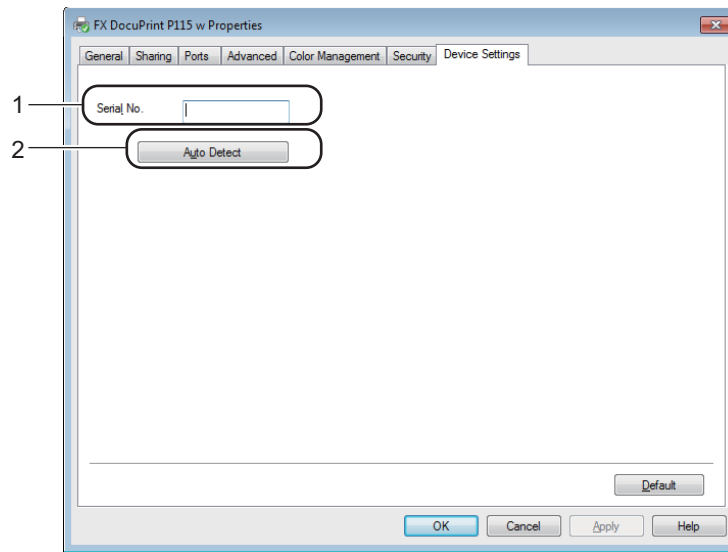 FX DocuPrint P115 w Properties
General Sharing Ports Advanced Color Management Security Device Settings
1 Serial No.
2 Auto Detect
Default
OK Cancel Apply Help